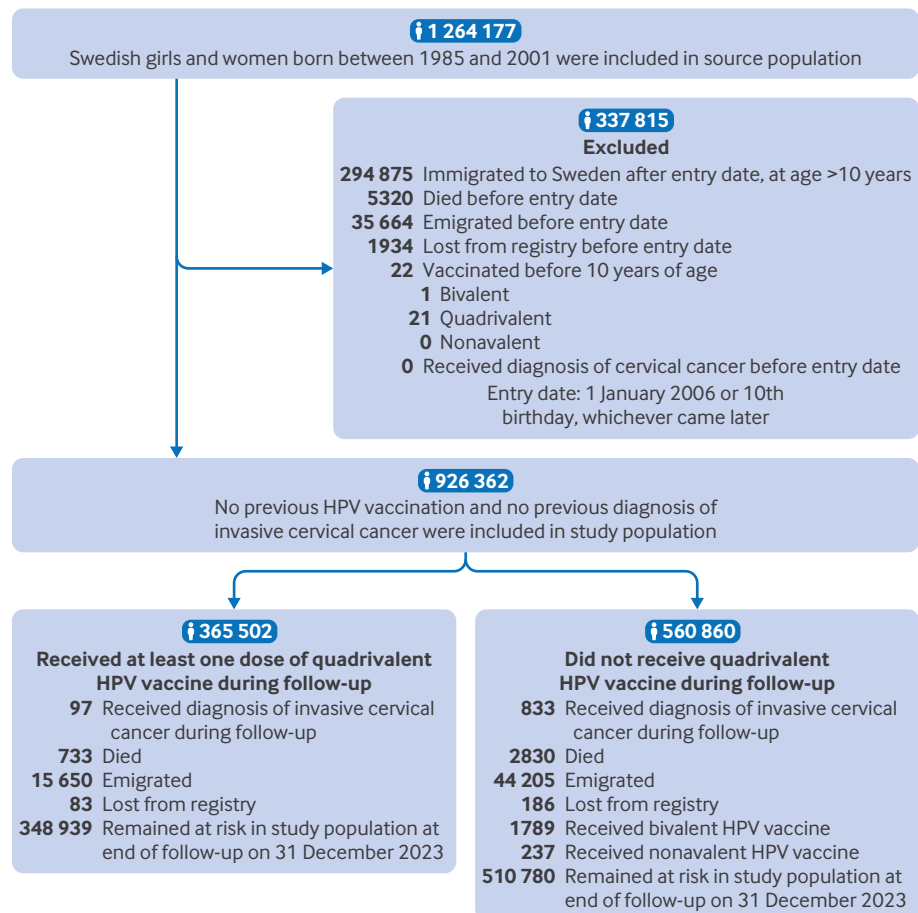 1 264 177
Swedish girls and women born between 1985 and 2001 were included in source population
337 815
Excluded
294 875 Immigrated to Sweden after entry date, at age >10 years
5320 Died before entry date
35 664 Emigrated before entry date
1934 Lost from registry before entry date
22 Vaccinated before 10 years of age
1 Bivalent
21 Quadrivalent
0 Nonavalent
0 Received diagnosis of cervical cancer before entry date
Entry date: 1 January 2006 or 10th
birthday, whichever came later
926 362
No previous HPV vaccination and no previous diagnosis of
invasive cervical cancer were included in study population
365 502
Received at least one dose of quadrivalent
HPV vaccine during follow-up
97 Received diagnosis of invasive cervical
cancer during follow-up
733 Died
15 650 Emigrated
83 Lost from registry
348 939 Remained at risk in study population at
end of follow-up on 31 December 2023
560 860
Did not receive quadrivalent
HPV vaccine during follow-up
833 Received diagnosis of invasive cervical
cancer during follow-up
2830 Died
44 205 Emigrated
186 Lost from registry
1789 Received bivalent HPV vaccine
237 Received nonavalent HPV vaccine
510 780 Remained at risk in study population at
end of follow-up on 31 December 2023